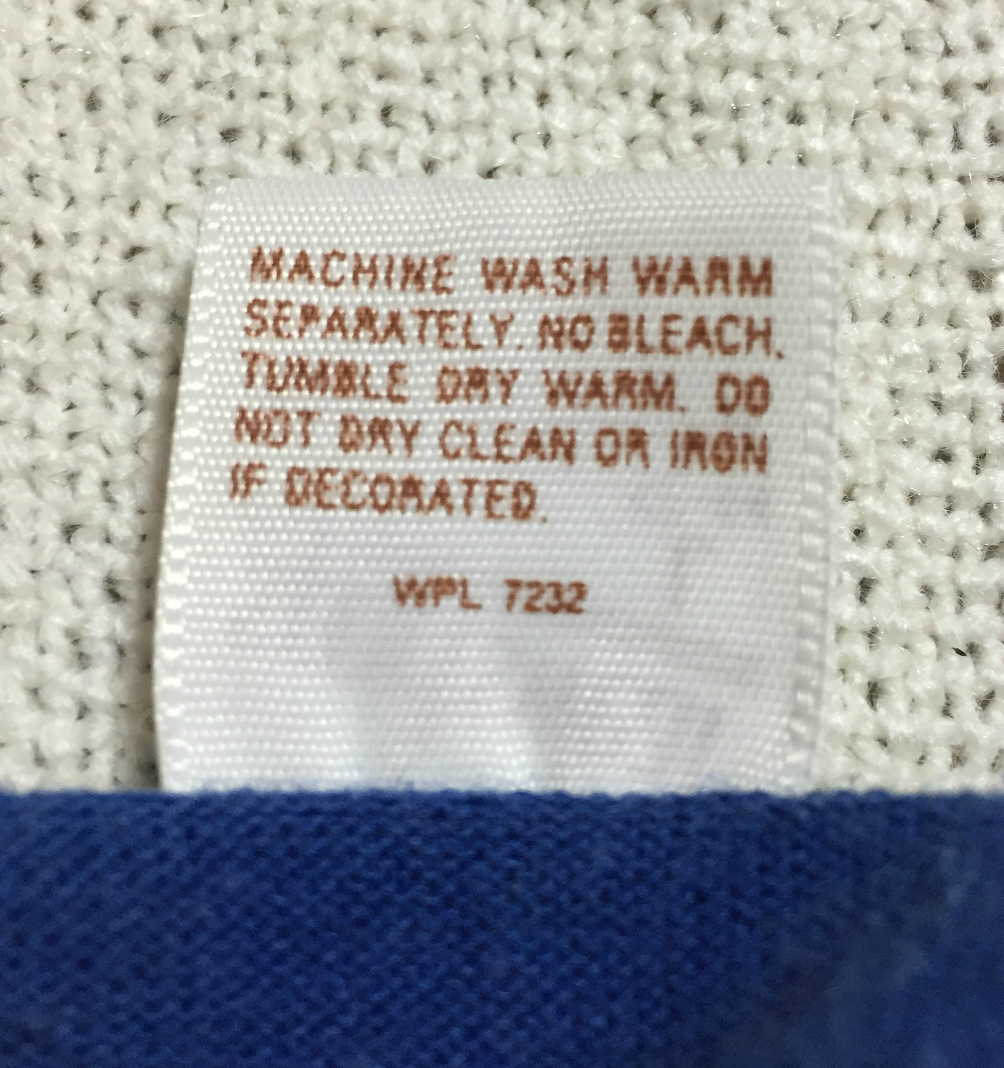 MACHINE WASH WARM
SEPARATELY. NO BLEACH.
TUMBLE DRY WARM. DO
NOT DRY CLEAN OR IRON
IF DECORATED.
WPL 7232